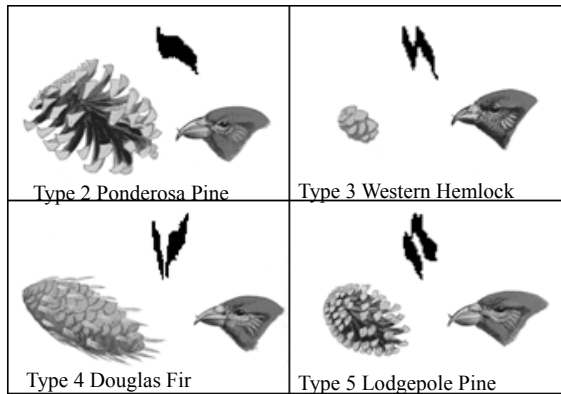 Type 2 Ponderosa Pine
Type 3 Western Hemlock
Type 4 Douglas Fir
Type 5 Lodgepole Pine